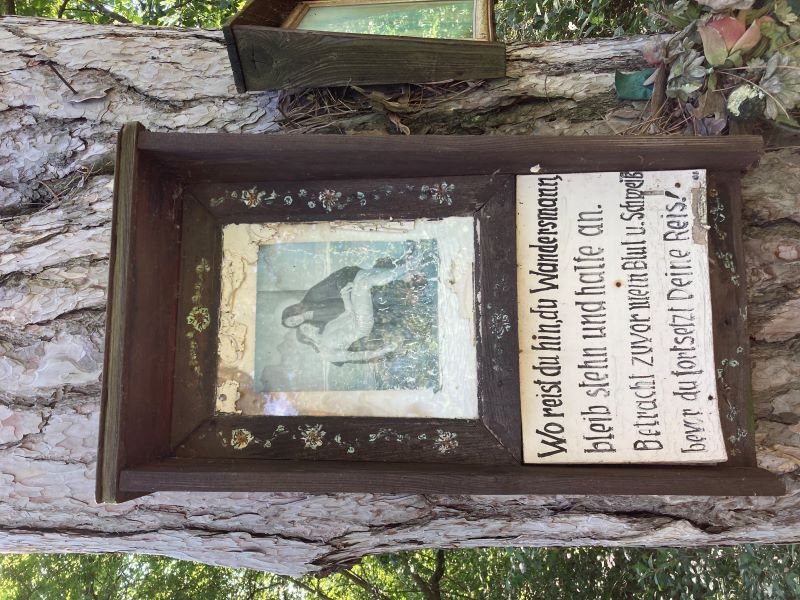 Wo reist du hin,du Wandersmann,
bleib stehn und halte an.
Betracht zuvor mein Blut u. Schweiß
bevor du fortsetzt Deine Reis!